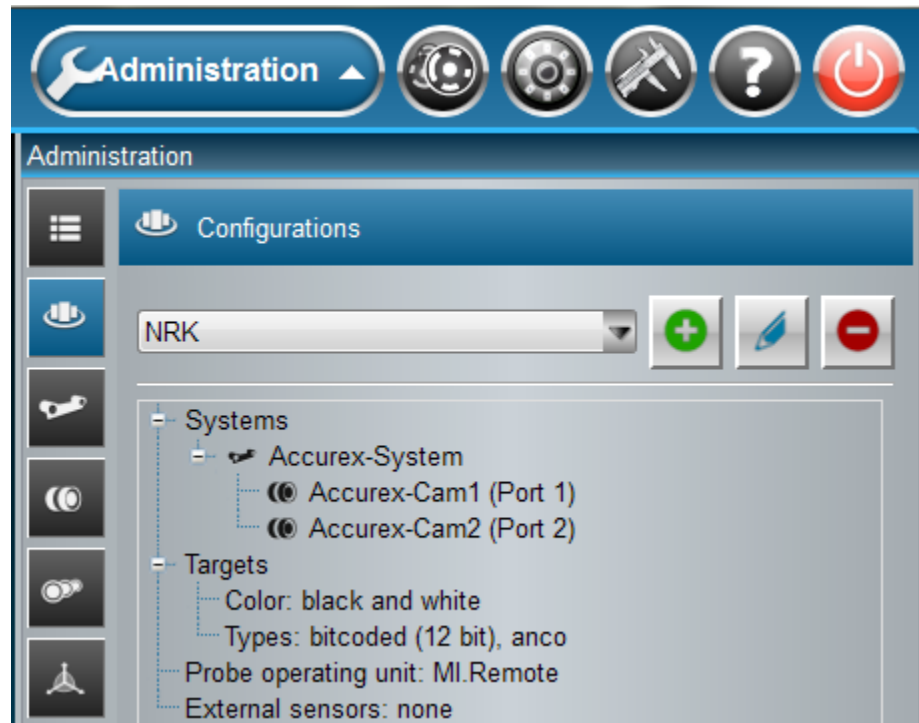 Administration
Administration
Configurations
NRK
Systems
Accurex-System
Accurex-Cam1 (Port 1)
Accurex-Cam2 (Port 2)
Targets
Color: black and white
Types: bitcoded (12 bit), anco
Probe operating unit: MI.Remote
External sensors: none